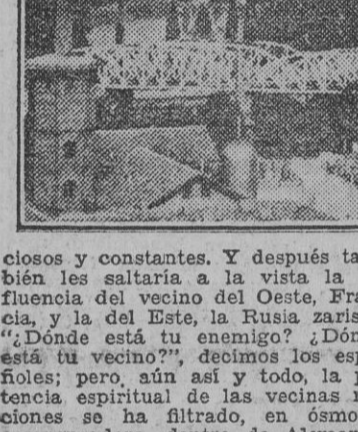 ciosos y constantes. Y después ta
bién les saltaría a la vista la
fluencia del vecino del Oeste, Fra
cia, y la del Este, la Rusia zaris
"¿Dónde está tu enemigo? ¿Dón
está tu vecino?", decimos los esp
ñoles; pero, aún así y todo, la p
tencia espiritual de las vecinas n
ciones se ha filtrado, en ósmo